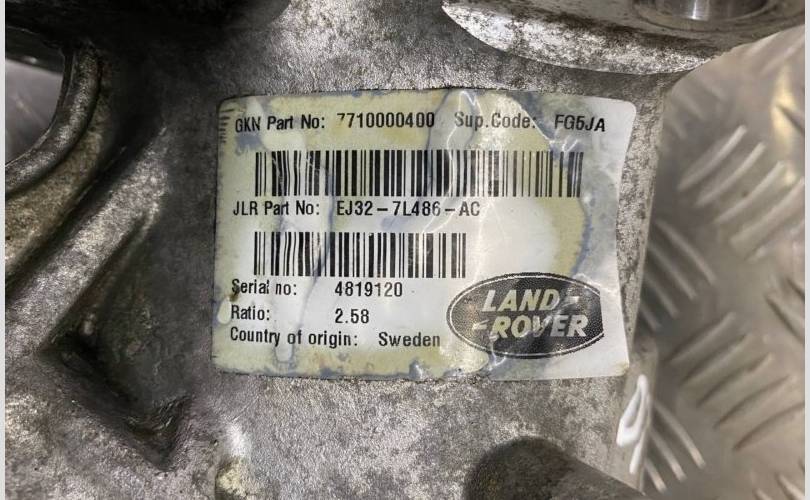 GKN Part No: 7710000400 Sup.Code: FG5JA
JLR Part No: EJ32-7L486-AC
Serial no: 4819120
Ratio: 2.58
Country of origin: Sweden
LAND-
-ROVER